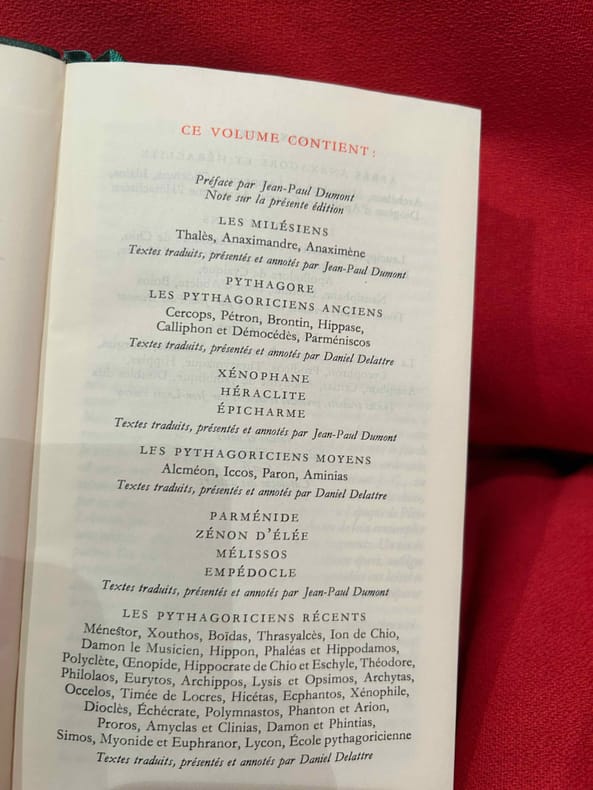 CE VOLUME CONTIENT :
Préface par Jean-Paul Dumont
Note sur la présente édition
LES MILÉSIENS
Thalès, Anaximandre, Anaximène
Textes traduits, présentés et annotés par Jean-Paul Dumont
PYTHAGORE
LES PYTHAGORICIENS ANCIENS
Cercops, Pétron, Brontin, Hippase,
Calliphon et Démocédès, Parméniscos
Textes traduits, présentés et annotés par Daniel Delattre
XÉNOPHANE
HÉRACLITE
ÉPICHARME
Textes traduits, présentés et annotés par Jean-Paul Dumont
LES PYTHAGORICIENS MOYENS
Alcméon, Iccos, Paron, Aminias
Textes traduits, présentés et annotés par Daniel Delattre
PARMÉNIDE
ZÉNON D'ÉLÉE
MÉLISSOS
EMPÉDOCLE
Textes traduits, présentés et annotés par Jean-Paul Dumont
LES PYTHAGORICIENS RÉCENTS
Ménestor, Xouthos, Boïdas, Thrasyalcès, Ion de Chio,
Damon le Musicien, Hippon, Phaléas et Hippodamos,
Polyclète, Œnopide, Hippocrate de Chio et Eschyle, Théodore,
Philolaos, Eurytos, Archippos, Lysis et Opsimos, Archytas,
Occelos, Timée de Locres, Hicétas, Ecphantos, Xénophile,
Dioclès, Échécrate, Polymnastos, Phanton et Arion,
Proros, Amyclas et Clinias, Damon et Phintias,
Simos, Myonide et Euphranor, Lycon, École pythagoricienne
Textes traduits, présentés et annotés par Daniel Delattre